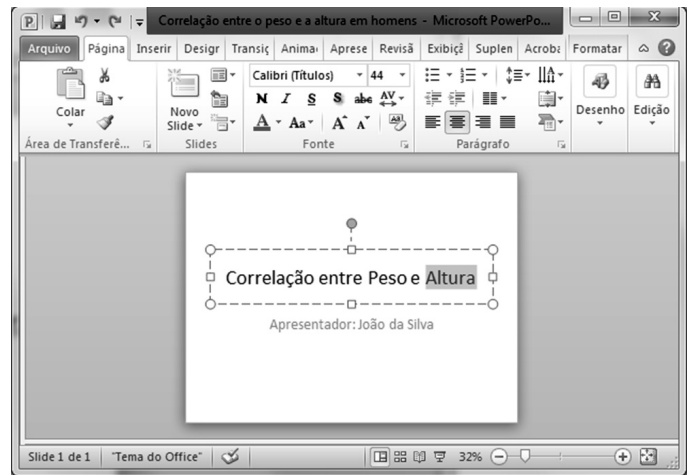 Correlação entre o peso e a altura em homens - Microsoft PowerPo...
Arquivo Página Inserir Desigr Transiç Anima Aprese Revisã Exibiçã Suplen Acroba Formatar
Calibri (Títulos) 44
Colar Novo Slide N I S S abc AV Desenho Edição
A Aa A A
Área de Transferê... Slides Fonte Parágrafo
Correlação entre Peso e Altura
Apresentador: João da Silva
Slide 1 de 1 "Tema do Office" 32%